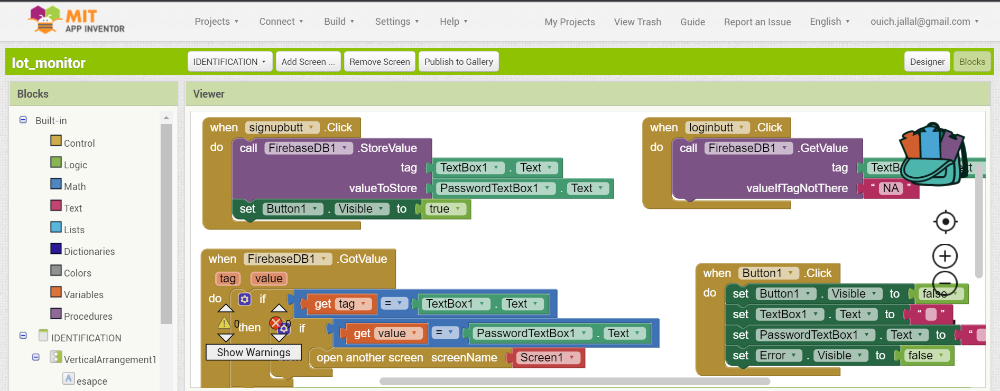 MIT
APP INVENTOR
Projects Connect Build Settings Help My Projects View Trash Guide Report an Issue English ouich.jallal@gmail.com
Iot_monitor IDENTIFICATION Add Screen ... Remove Screen Publish to Gallery Designer Blocks
Blocks
Built-in
Control
Logic
Math
Text
Lists
Dictionaries
Colors
Variables
Procedures
IDENTIFICATION
VerticalArrangement1
A esapce
Viewer
when signupbutt .Click
do call FirebaseDB1 .StoreValue
tag TextBox1 . Text
valueToStore PasswordTextBox1 . Text
set Button1 . Visible to true
when loginbutt .Click
do call FirebaseDB1 .GetValue
tag
valueIfTagNotThere “ NA ”
when FirebaseDB1 .GotValue
tag value
do if get tag = TextBox1 . Text
then if get value = PasswordTextBox1 . Text
open another screen screenName Screen1
0 0
Show Warnings
when Button1 .Click
do set Button1 . Visible to false
set TextBox1 . Text to “ ”
set PasswordTextBox1 . Text to “
set Error . Visible to false